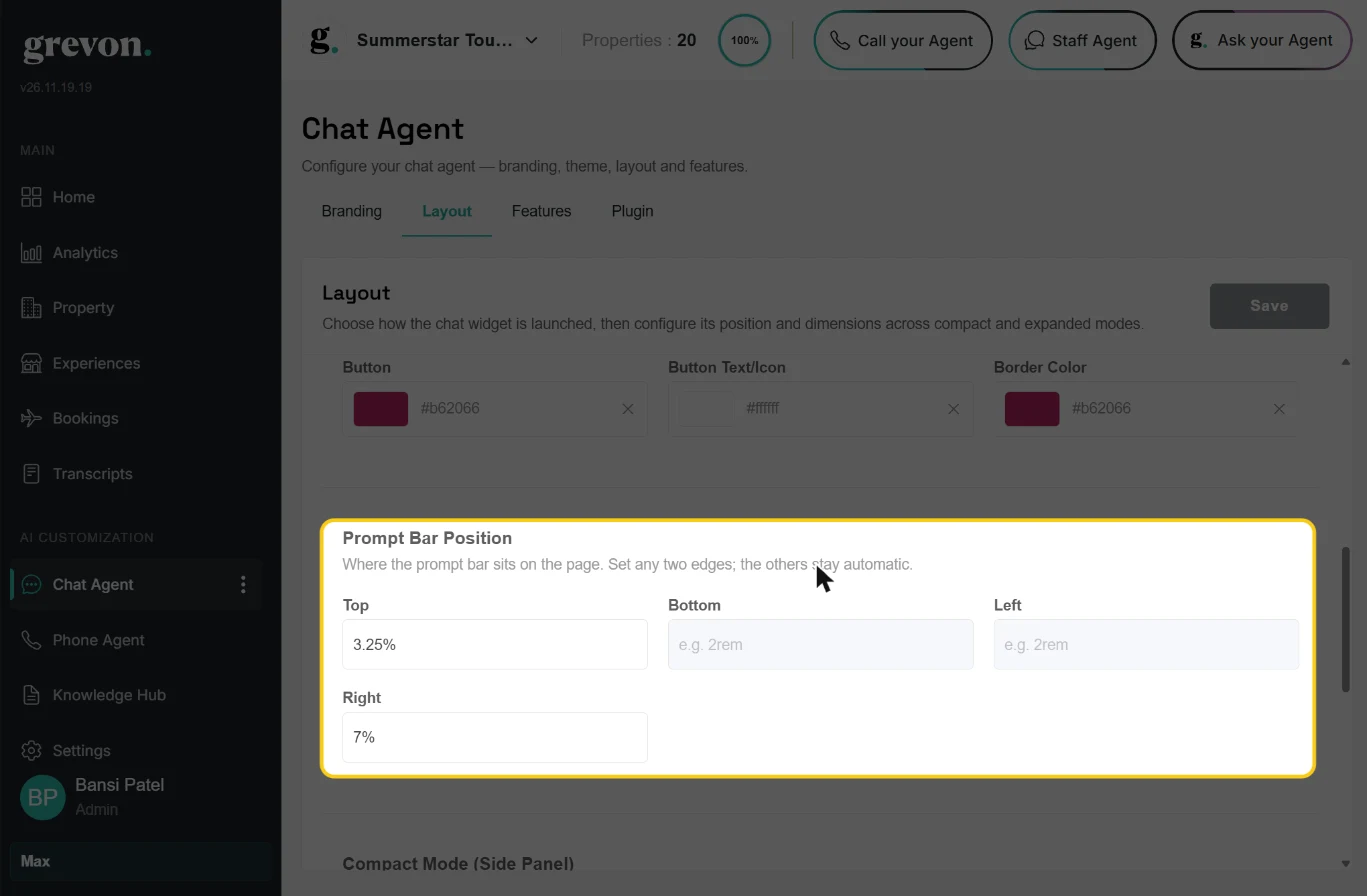 grevon.
v26.11.19.19
MAIN
Home
Analytics
Property
Experiences
Bookings
Transcripts
AI CUSTOMIZATION
Chat Agent
Phone Agent
Knowledge Hub
Settings
BP
Bansi Patel
Admin
Max
g. Summerstar Tou... Properties : 20 100% Call your Agent Staff Agent g. Ask your Agent
Chat Agent
Configure your chat agent — branding, theme, layout and features.
Branding Layout Features Plugin
Layout
Save
Choose how the chat widget is launched, then configure its position and dimensions across compact and expanded modes.
Button Button Text/Icon Border Color
#b62066 #ffffff #b62066
Prompt Bar Position
Where the prompt bar sits on the page. Set any two edges; the others stay automatic.
Top Bottom Left
3.25% e.g. 2rem e.g. 2rem
Right
7%
Compact Mode (Side Panel)